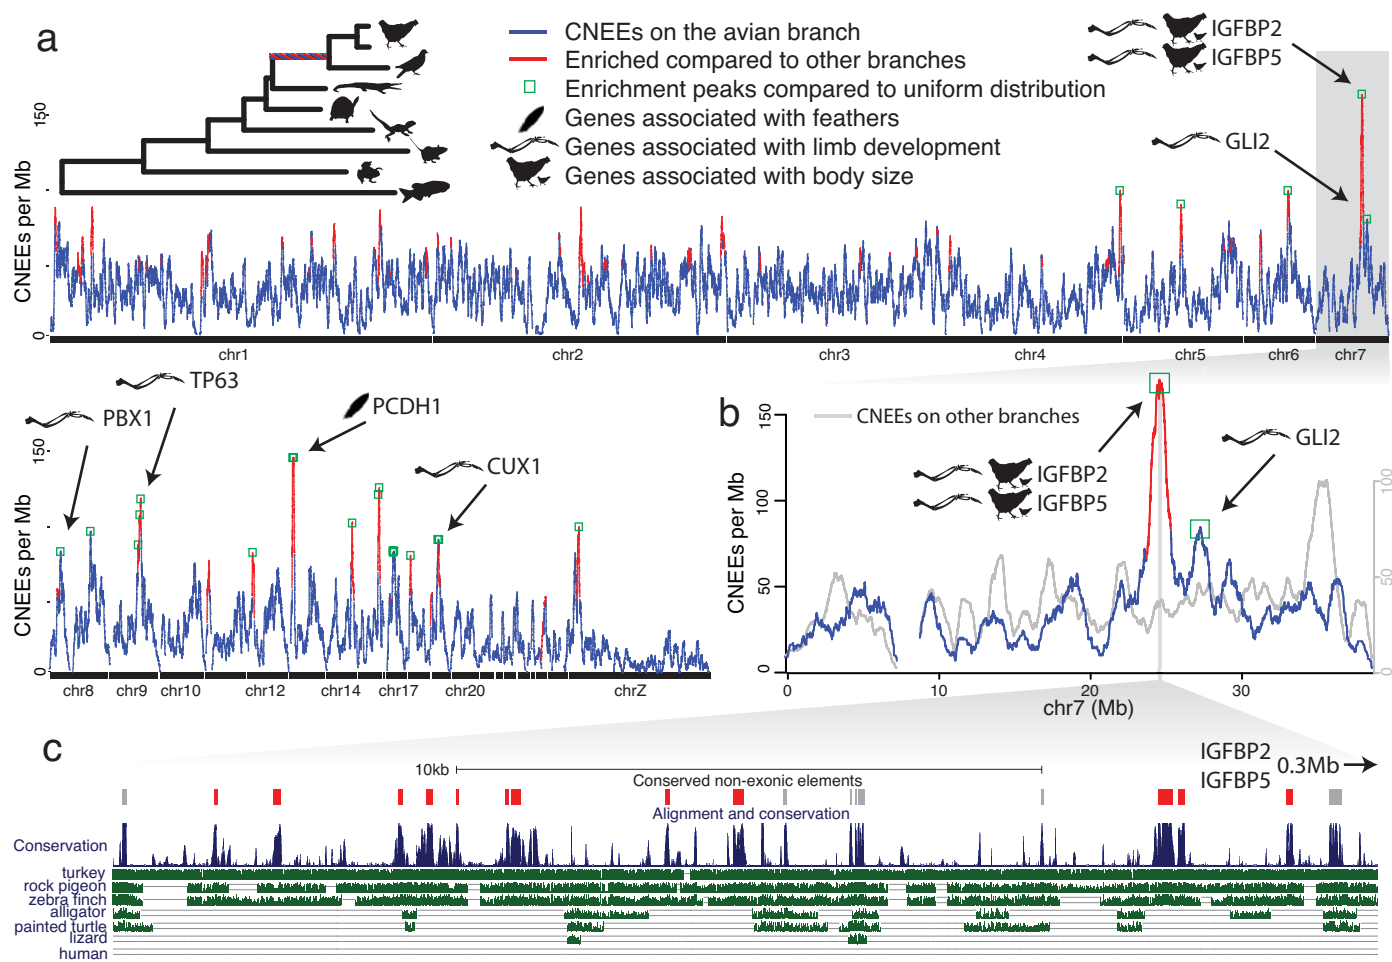 a
CNEEs on the avian branch
Enriched compared to other branches
Enrichment peaks compared to uniform distribution
Genes associated with feathers
Genes associated with limb development
Genes associated with body size
IGFBP2
IGFBP5
GLI2
CNEEs per Mb
150
0
chr1
chr2
chr3
chr4
chr5
chr6
chr7
TP63
PBX1
PCDH1
CUX1
CNEEs per Mb
150
0
chr8
chr9
chr10
chr12
chr14
chr17
chr20
chrZ
b
CNEEs on other branches
IGFBP2
IGFBP5
GLI2
CNEEs per Mb
150
100
50
0
100
50
0
0
10
20
30
chr7 (Mb)
c
IGFBP2
IGFBP5
0.3Mb
10kb
Conserved non-exonic elements
Alignment and conservation
Conservation
turkey
rock pigeon
zebra finch
alligator
painted turtle
lizard
human